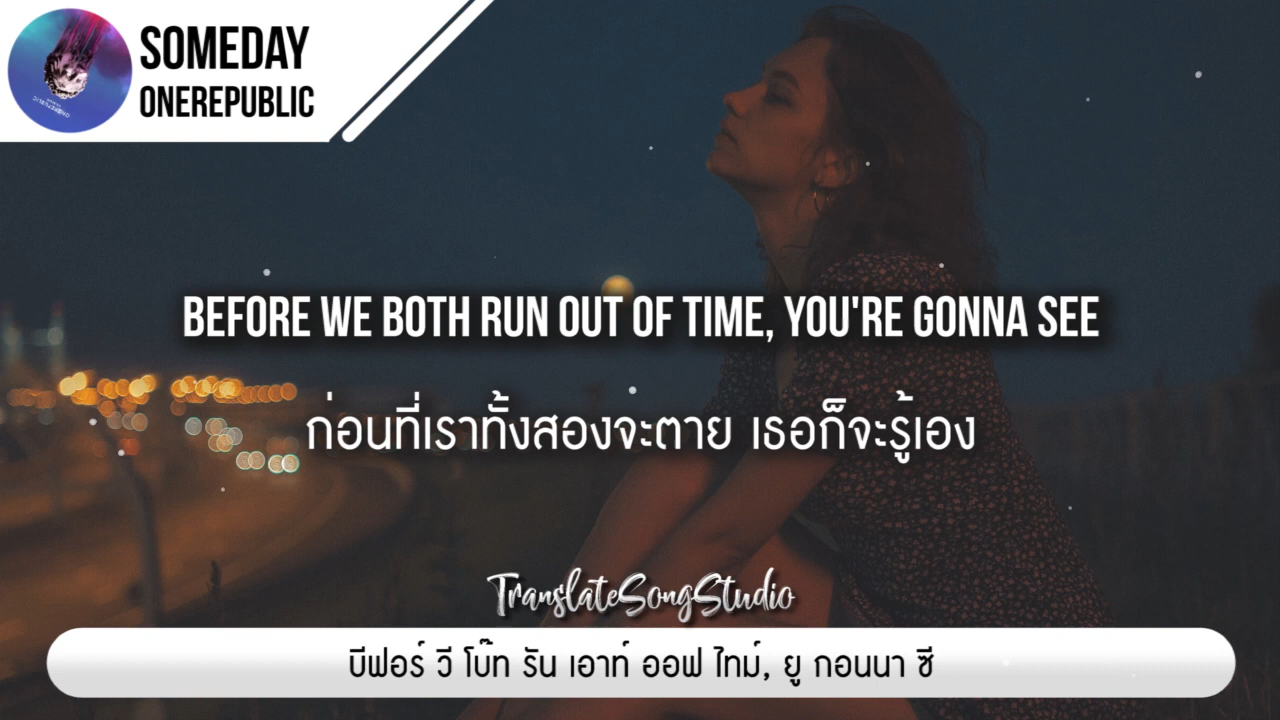 SOMEDAY
ONEREPUBLIC
BEFORE WE BOTH RUN OUT OF TIME, YOU'RE GONNA SEE
ก่อนที่เราทั้งสองจะตาย เธอก็จะรู้เอง
TranslateSongStudio
บีฟอร์ วี โบ๊ท รัน เอาท์ ออฟ ไทม์, ยู กอนนา ซี